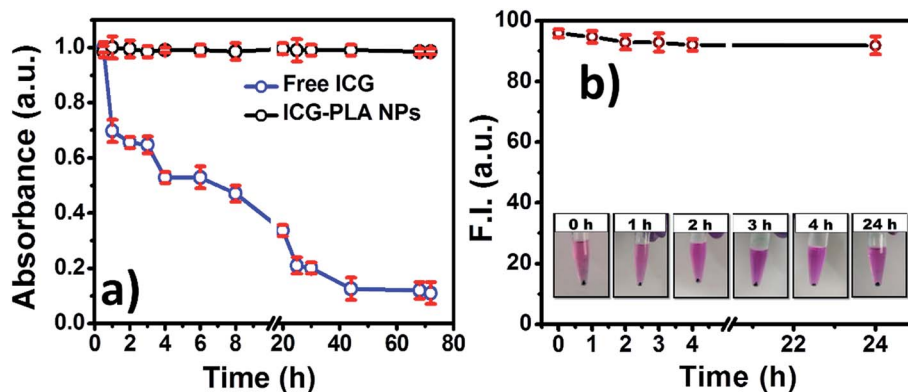 a)
Absorbance (a.u.)
1.0
0.8
0.6
0.4
0.2
0.0
Free ICG
ICG-PLA NPs
0 2 4 6 8 20 40 60 80
Time (h)
b)
F.I. (a.u.)
100
80
60
40
20
0
0 h 1 h 2 h 3 h 4 h 24 h
0 1 2 3 4 22 24
Time (h)